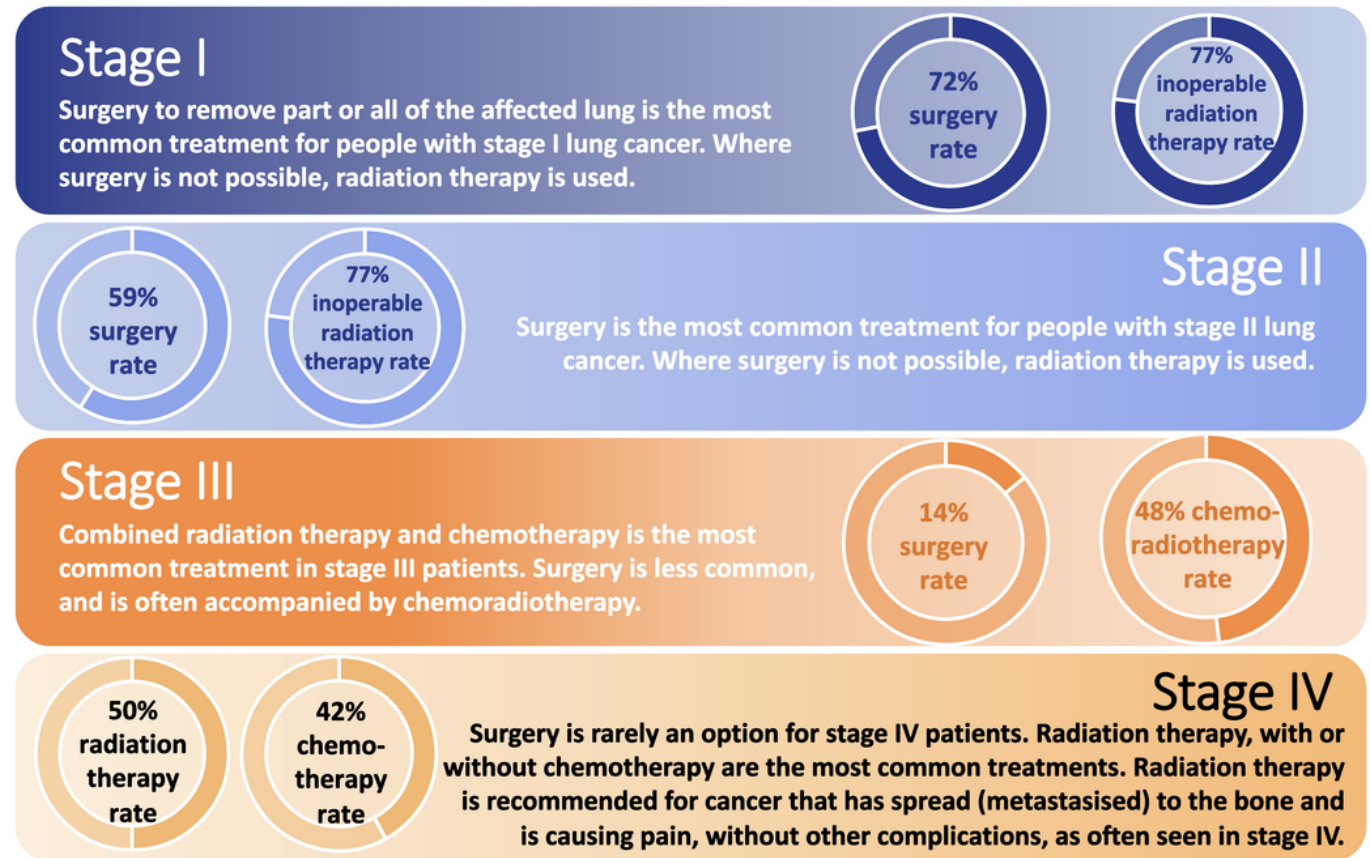 Stage I
Surgery to remove part or all of the affected lung is the most
common treatment for people with stage I lung cancer. Where
surgery is not possible, radiation therapy is used.
72%
surgery
rate
77%
inoperable
radiation
therapy rate
59%
surgery
rate
77%
inoperable
radiation
therapy rate
Stage II
Surgery is the most common treatment for people with stage II lung
cancer. Where surgery is not possible, radiation therapy is used.
Stage III
Combined radiation therapy and chemotherapy is the most
common treatment in stage III patients. Surgery is less common,
and is often accompanied by chemoradiotherapy.
14%
surgery
rate
48% chemo-
radiotherapy
rate
50%
radiation
therapy
rate
42%
chemo-
therapy
rate
Stage IV
Surgery is rarely an option for stage IV patients. Radiation therapy, with or
without chemotherapy are the most common treatments. Radiation therapy
is recommended for cancer that has spread (metastasised) to the bone and
is causing pain, without other complications, as often seen in stage IV.